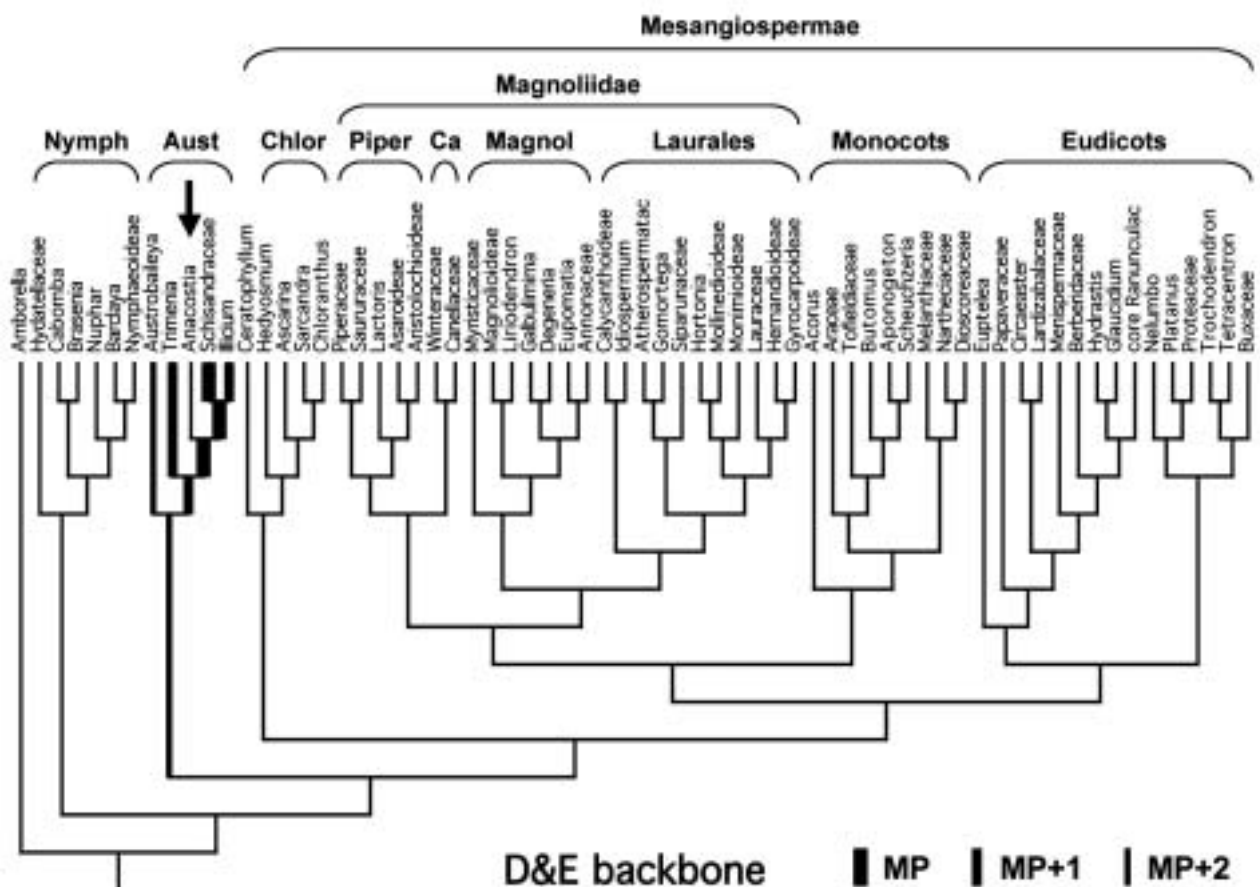 Mesangiospermae
Magnoliidae
Nymph Aust Chlor Piper Ca Magnol Laurales Monocots Eudicots
Amborella
Hydatellaceae
Cabomba
Brasenia
Nuphar
Barclaya
Nymphaeoideae
Austrobaileya
Trimenia
Anacostia
Schisandraceae
Illicium
Ceratophyllum
Hedyosmum
Ascarina
Sarcandra
Chloranthus
Piperaceae
Saururaceae
Lactoris
Asaroideae
Aristolochioideae
Winteraceae
Canellaceae
Myristicaceae
Magnolioideae
Liriodendron
Galbulimima
Degeneria
Eupomatia
Annonaceae
Calycanthoideae
Idiospermum
Atherospermatac
Gomortega
Siparunaceae
Hortonia
Mollinedioideae
Monimioideae
Lauraceae
Hernandioideae
Gyrocarpoideae
Acorus
Araceae
Tofieldiaceae
Butomus
Aponogeton
Scheuchzeria
Melanthiaceae
Nartheciaceae
Dioscoreaceae
Euptelea
Papaveraceae
Circaeaster
Lardizabalaceae
Menispermaceae
Berberidaceae
Hydrastis
Glaucidium
core Ranunculac
Nelumbo
Platanus
Proteaceae
Trochodendron
Tetracentron
Buxaceae
D&E backbone MP MP+1 MP+2